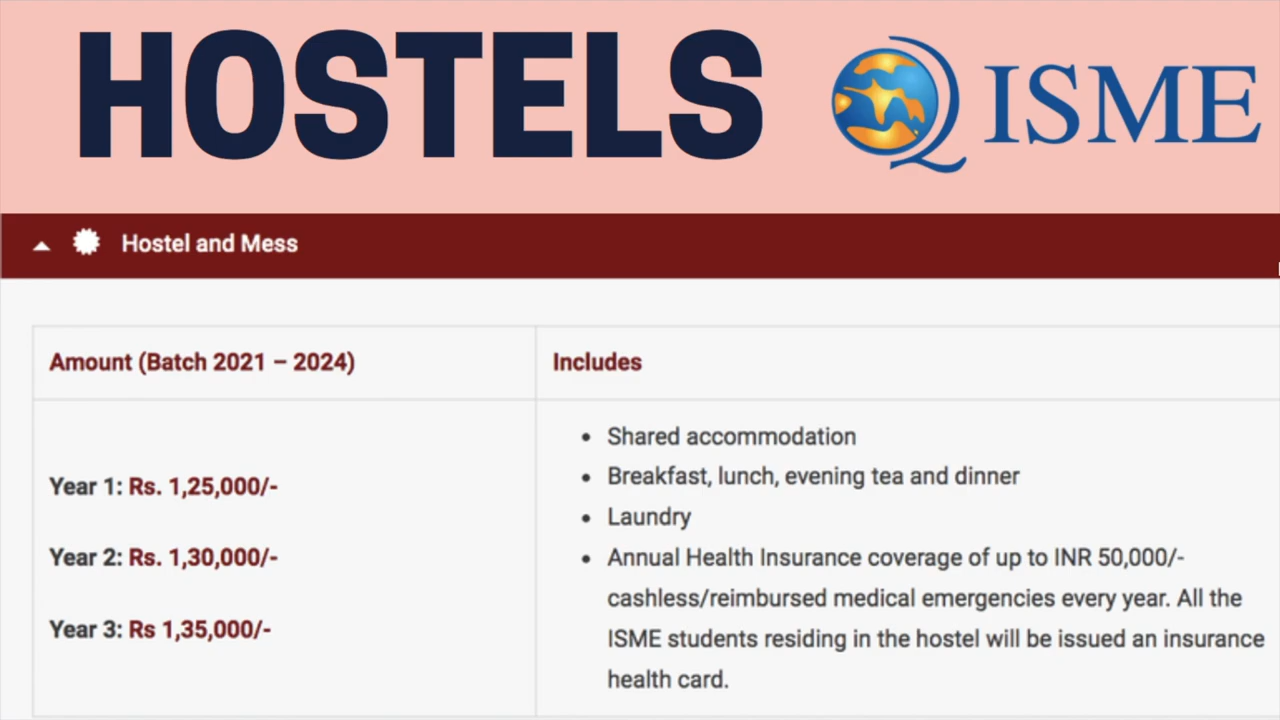 HOSTELS
ISME
Hostel and Mess
Amount (Batch 2021 – 2024)
Includes
Year 1: Rs. 1,25,000/-
Year 2: Rs. 1,30,000/-
Year 3: Rs 1,35,000/-
• Shared accommodation
• Breakfast, lunch, evening tea and dinner
• Laundry
• Annual Health Insurance coverage of up to INR 50,000/-
cashless/reimbursed medical emergencies every year. All the
ISME students residing in the hostel will be issued an insurance
health card.